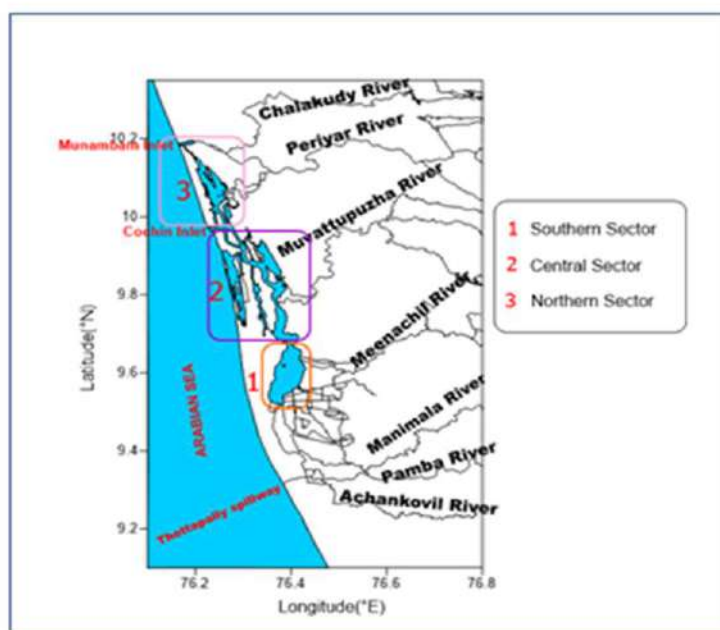 Chalakudy River
10.2
Munambam Inlet
Periyar River
3
10
Cochin Inlet
Muvattupuzha River
1 Southern Sector
2 Central Sector
3 Northern Sector
2
9.8
Latitude(°N)
Meenachil River
9.6
1
ARABIAN SEA
Manimala River
9.4
Pamba River
Thottapally spillway
Achankovil River
9.2
76.2
76.4
76.6
76.8
Longitude(°E)